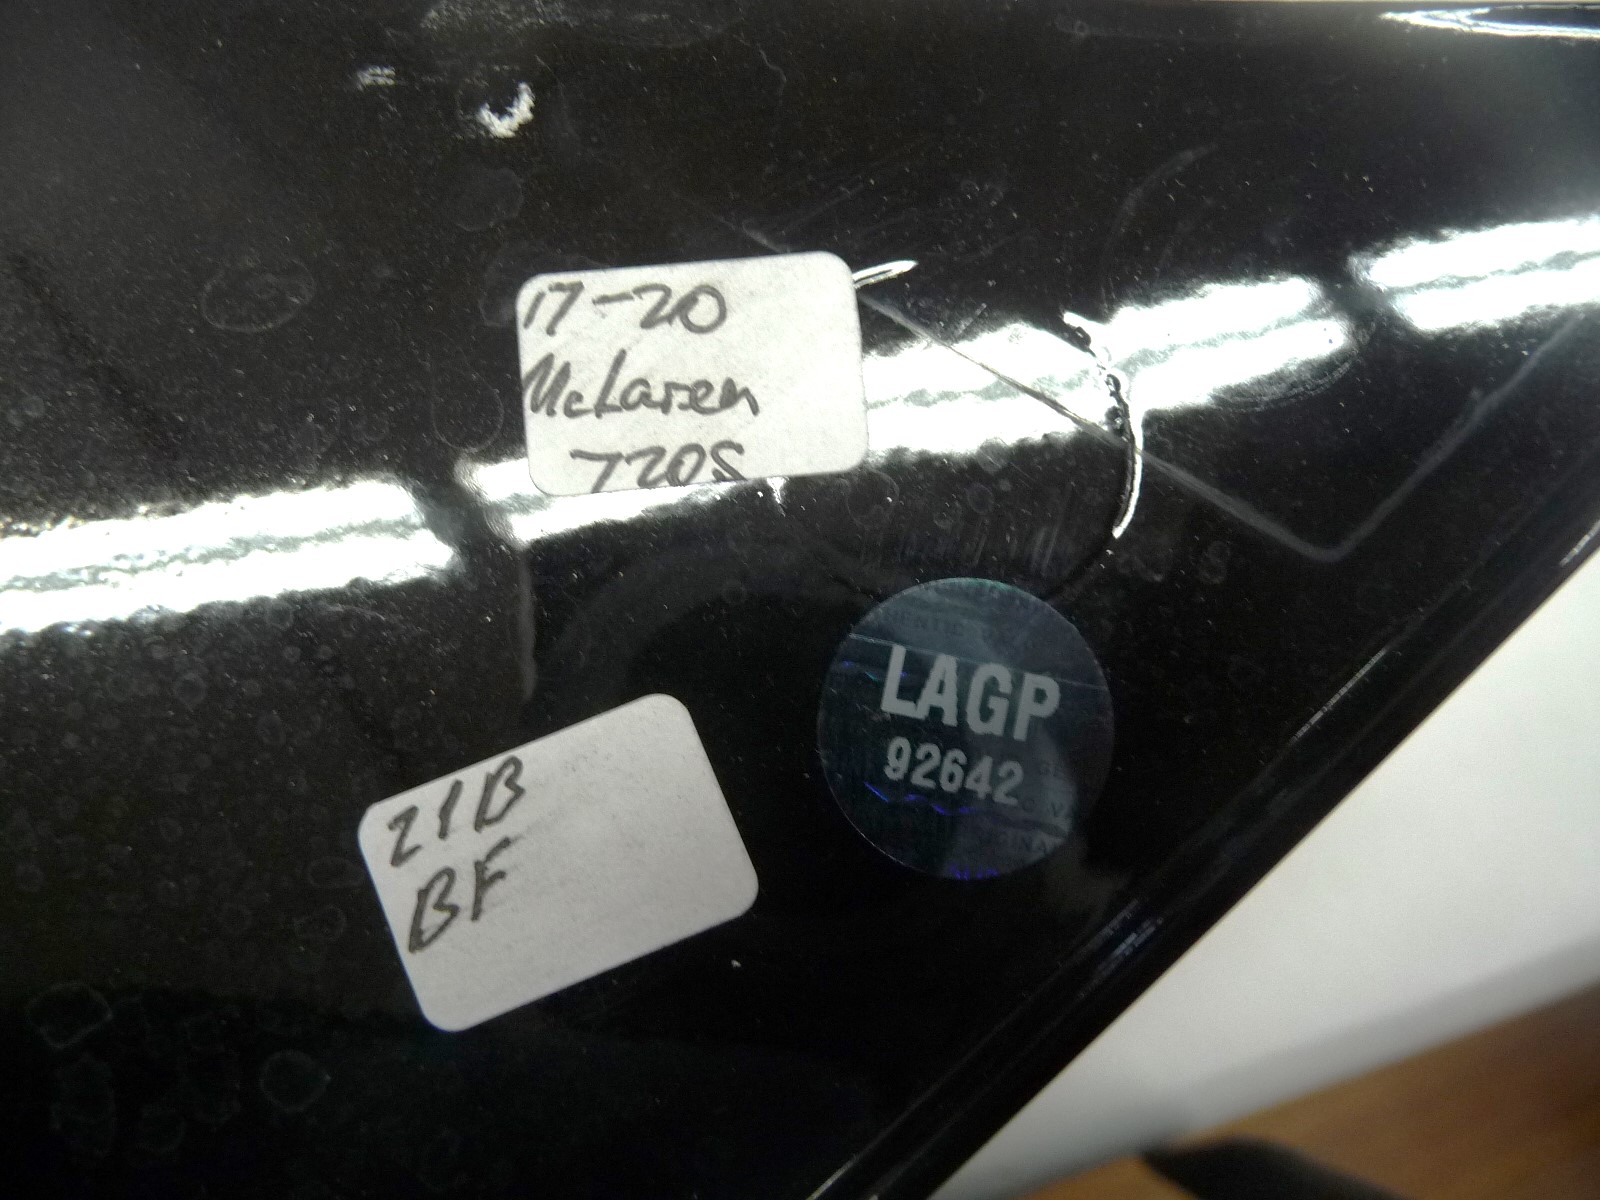 17-20
McLaren
720S
LAGP
92642
21B
BF